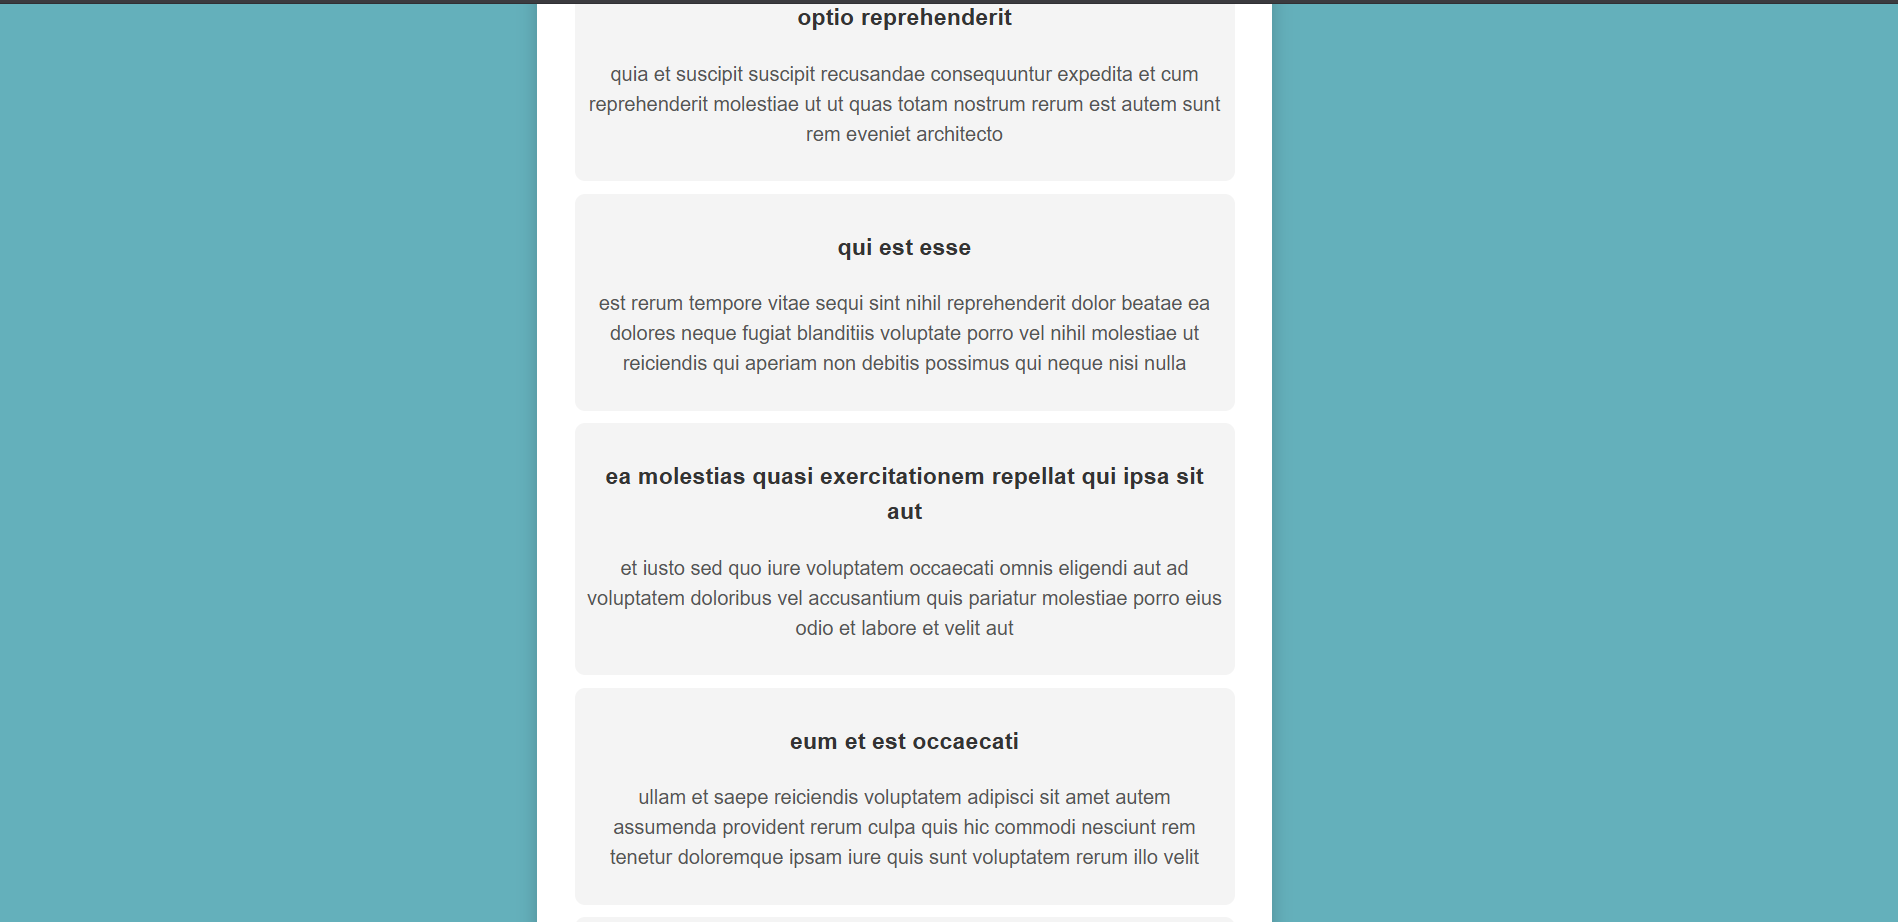 optio reprehenderit
quia et suscipit suscipit recusandae consequuntur expedita et cum
reprehenderit molestiae ut ut quas totam nostrum rerum est autem sunt
rem eveniet architecto
qui est esse
est rerum tempore vitae sequi sint nihil reprehenderit dolor beatae ea
dolores neque fugiat blanditiis voluptate porro vel nihil molestiae ut
reiciendis qui aperiam non debitis possimus qui neque nisi nulla
ea molestias quasi exercitationem repellat qui ipsa sit
aut
et iusto sed quo iure voluptatem occaecati omnis eligendi aut ad
voluptatem doloribus vel accusantium quis pariatur molestiae porro eius
odio et labore et velit aut
eum et est occaecati
ullam et saepe reiciendis voluptatem adipisci sit amet autem
assumenda provident rerum culpa quis hic commodi nesciunt rem
tenetur doloremque ipsam iure quis sunt voluptatem rerum illo velit